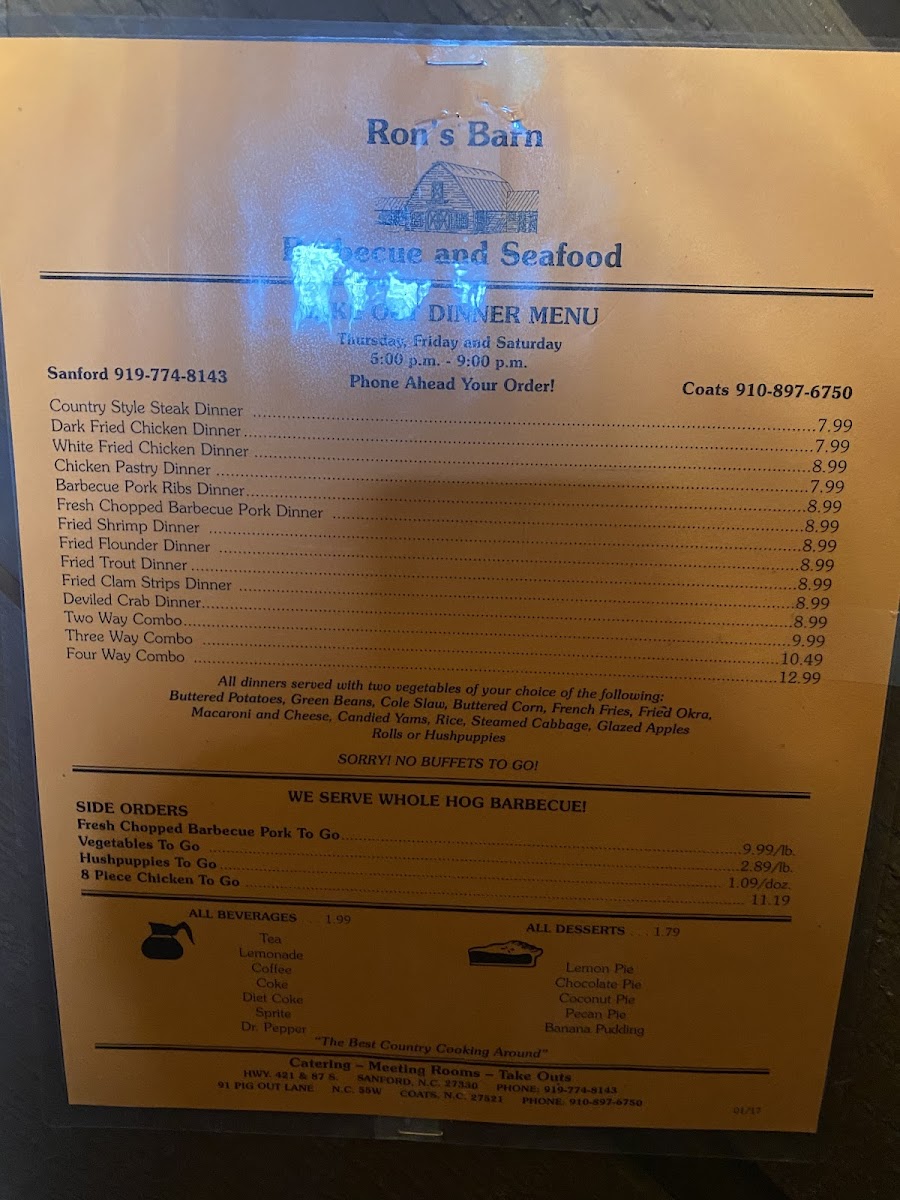 Ron's Barn
Barbecue and Seafood
TAKE OUT DINNER MENU
Thursday, Friday and Saturday
5:00 p.m. - 9:00 p.m.
Sanford 919-774-8143
Phone Ahead Your Order!
Coats 910-897-6750
Country Style Steak Dinner 7.99
Dark Fried Chicken Dinner 7.99
White Fried Chicken Dinner 8.99
Chicken Pastry Dinner 7.99
Barbecue Pork Ribs Dinner 8.99
Fresh Chopped Barbecue Pork Dinner 8.99
Fried Shrimp Dinner 8.99
Fried Flounder Dinner 8.99
Fried Trout Dinner 8.99
Fried Clam Strips Dinner 8.99
Deviled Crab Dinner 8.99
Two Way Combo 9.99
Three Way Combo 10.49
Four Way Combo 12.99
All dinners served with two vegetables of your choice of the following:
Buttered Potatoes, Green Beans, Cole Slaw, Buttered Corn, French Fries, Fried Okra,
Macaroni and Cheese, Candied Yams, Rice, Steamed Cabbage, Glazed Apples
Rolls or Hushpuppies
SORRY! NO BUFFETS TO GO!
WE SERVE WHOLE HOG BARBECUE!
SIDE ORDERS
Fresh Chopped Barbecue Pork To Go 9.99/lb.
Vegetables To Go 2.89/lb.
Hushpuppies To Go 1.09/doz.
8 Piece Chicken To Go 11.19
ALL BEVERAGES . . . 1.99
Tea
Lemonade
Coffee
Coke
Diet Coke
Sprite
Dr. Pepper
ALL DESSERTS . . . 1.79
Lemon Pie
Chocolate Pie
Coconut Pie
Pecan Pie
Banana Pudding
"The Best Country Cooking Around"
Catering – Meeting Rooms – Take Outs
HWY. 421 & 87 S. SANFORD, N.C. 27330 PHONE: 919-774-8143
91 PIG OUT LANE N.C. 55W COATS, N.C. 27521 PHONE: 910-897-6750
01/17